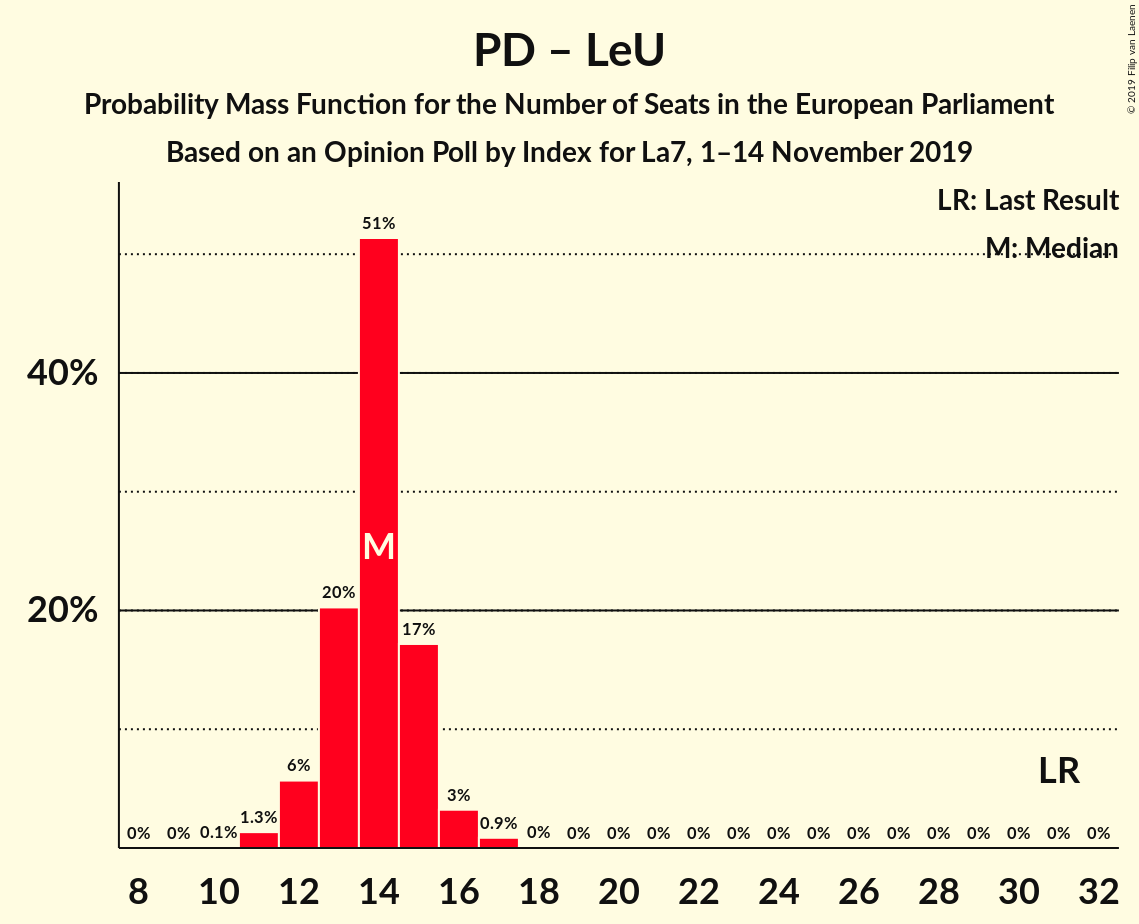 PD – LeU
Probability Mass Function for the Number of Seats in the European Parliament
Based on an Opinion Poll by Index for La7, 1–14 November 2019
© 2019 Filip van Laenen
LR: Last Result
M: Median
40%
20%
0% 0% 0.1% 1.3% 6% 20% 51% 17% 3% 0.9% 0% 0% 0% 0% 0% 0% 0% 0% 0% 0% 0% 0% 0% 0% 0%
M
LR
8 10 12 14 16 18 20 22 24 26 28 30 32